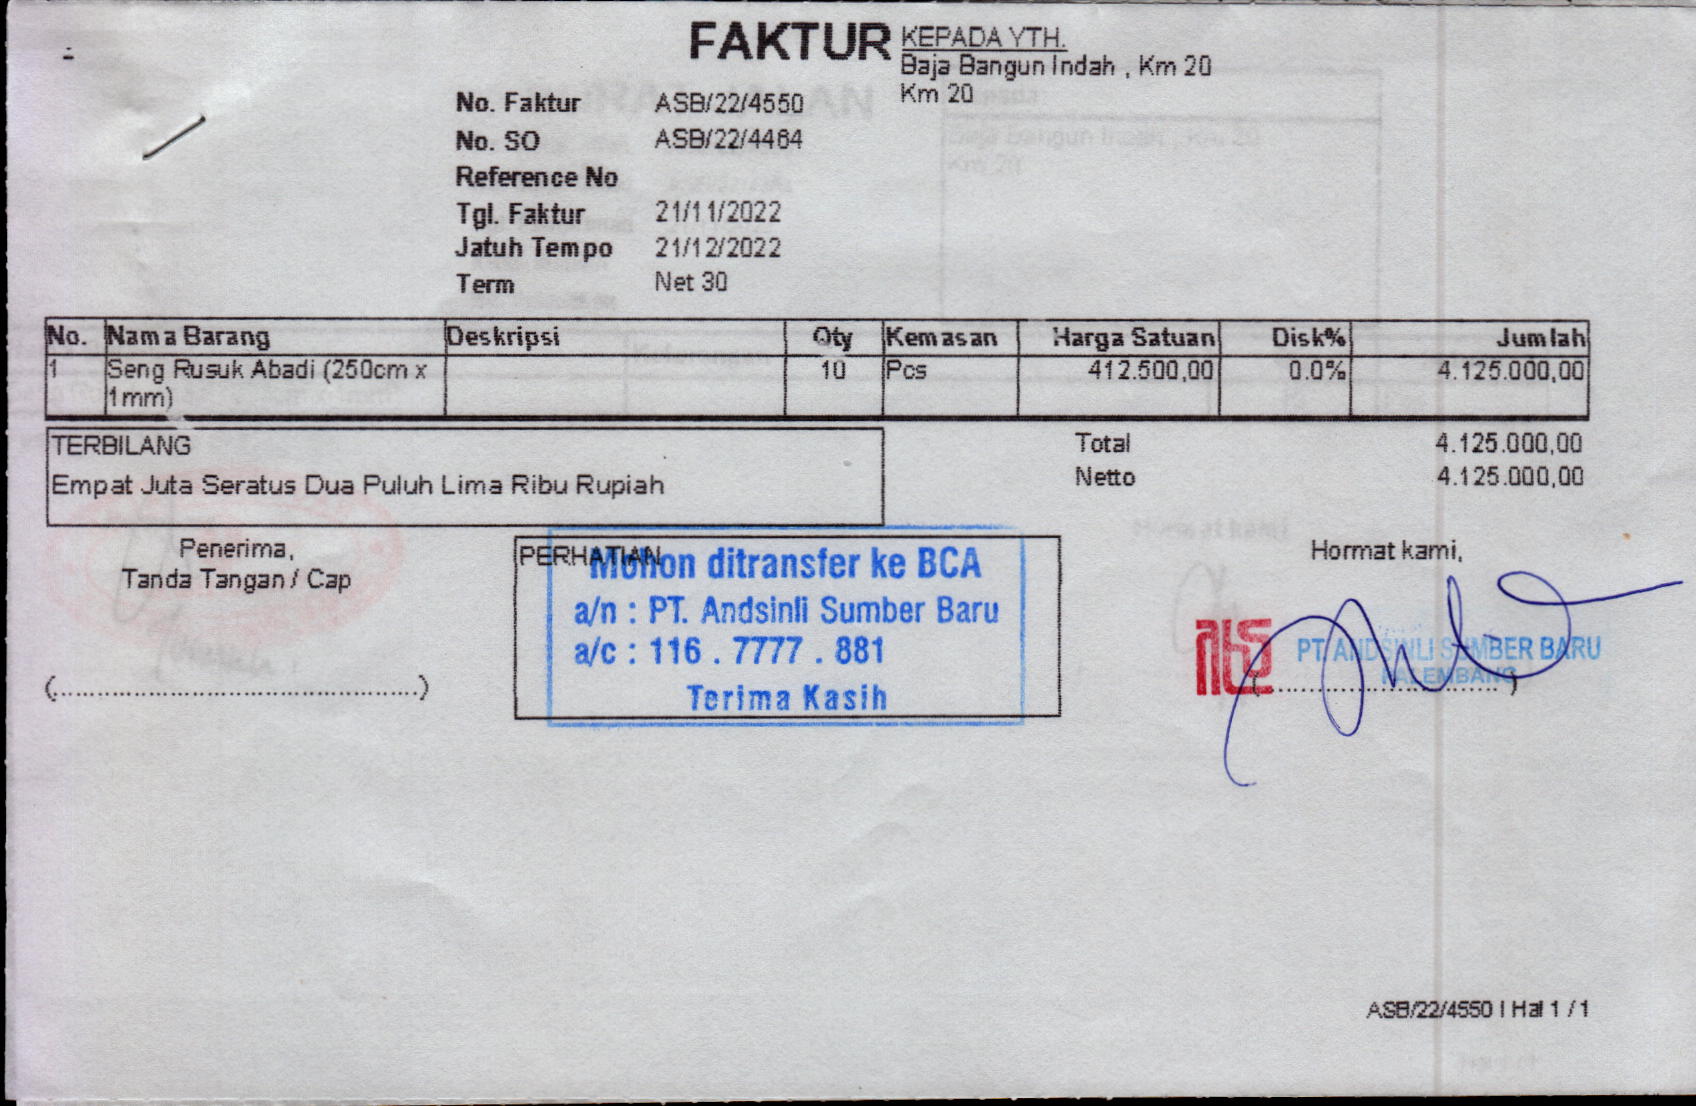 FAKTUR
KEPADA YTH.
Baja Bangun Indah , Km 20
Km 20
No. Faktur ASB/22/4550
No. SO ASB/22/4464
Reference No
Tgl. Faktur 21/11/2022
Jatuh Tempo 21/12/2022
Term Net 30
No. Nama Barang Deskripsi Qty Kemasan Harga Satuan Disk% Jumlah
1 Seng Rusuk Abadi (250cm x 10 Pcs 412.500,00 0.0% 4.125.000,00
1mm)
TERBILANG
Empat Juta Seratus Dua Puluh Lima Ribu Rupiah
Total 4.125.000,00
Netto 4.125.000,00
Penerima,
Tanda Tangan / Cap
(................................................)
PERHATIAN
Mohon ditransfer ke BCA
a/n : PT. Andsinli Sumber Baru
a/c : 116 . 7777 . 881
Terima Kasih
Hormat kami,
PT. ANDSINLI SUMBER BARU
PALEMBANG
(................................)
ASB/22/4550 | Hal 1 / 1